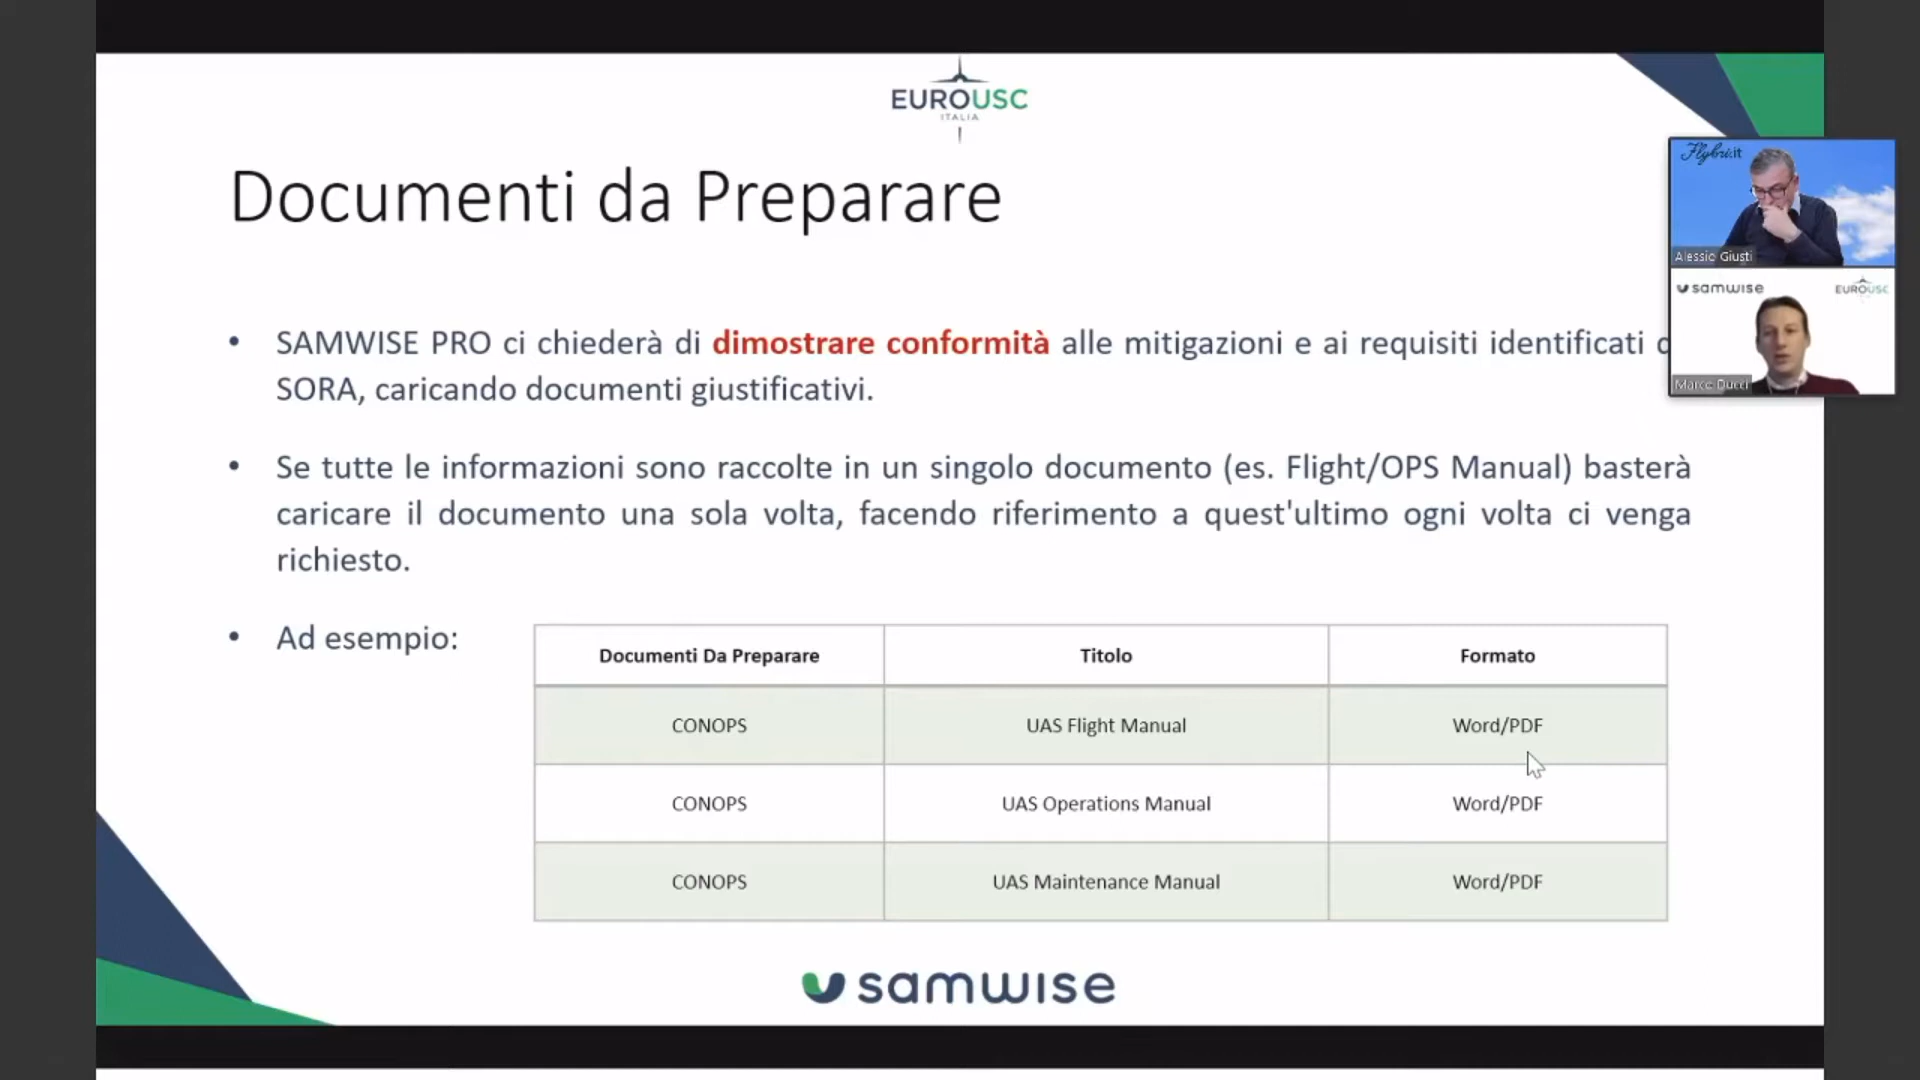 EUROUSC
ITALIA
Documenti da Preparare
Flybri.it
Alessio Giusti
samwise
EUROUSC
Marco Ducci
• SAMWISE PRO ci chiederà di dimostrare conformità alle mitigazioni e ai requisiti identificati
SORA, caricando documenti giustificativi.
• Se tutte le informazioni sono raccolte in un singolo documento (es. Flight/OPS Manual) basterà
caricare il documento una sola volta, facendo riferimento a quest'ultimo ogni volta ci venga
richiesto.
• Ad esempio:
Documenti Da Preparare Titolo Formato
CONOPS UAS Flight Manual Word/PDF
CONOPS UAS Operations Manual Word/PDF
CONOPS UAS Maintenance Manual Word/PDF
samwise